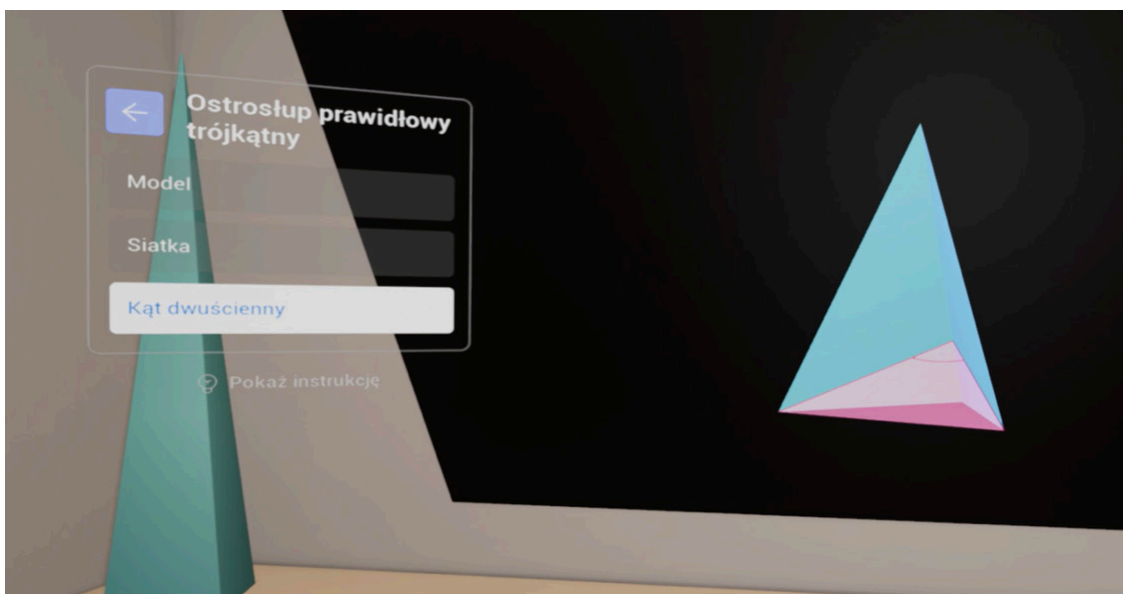 Ostrosłup prawidłowy
trójkątny
Model
Siatka
Kąt dwuścienny
Pokaż instrukcję